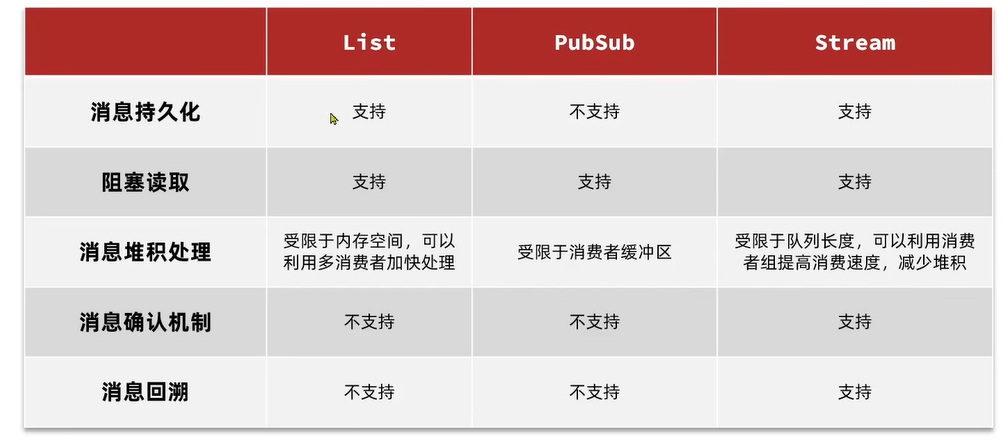 List PubSub Stream
消息持久化 支持 不支持 支持
阻塞读取 支持 支持 支持
消息堆积处理 受限于内存空间，可以利用多消费者加快处理 受限于消费者缓冲区 受限于队列长度，可以利用消费者组提高消费速度，减少堆积
消息确认机制 不支持 不支持 支持
消息回溯 不支持 不支持 支持